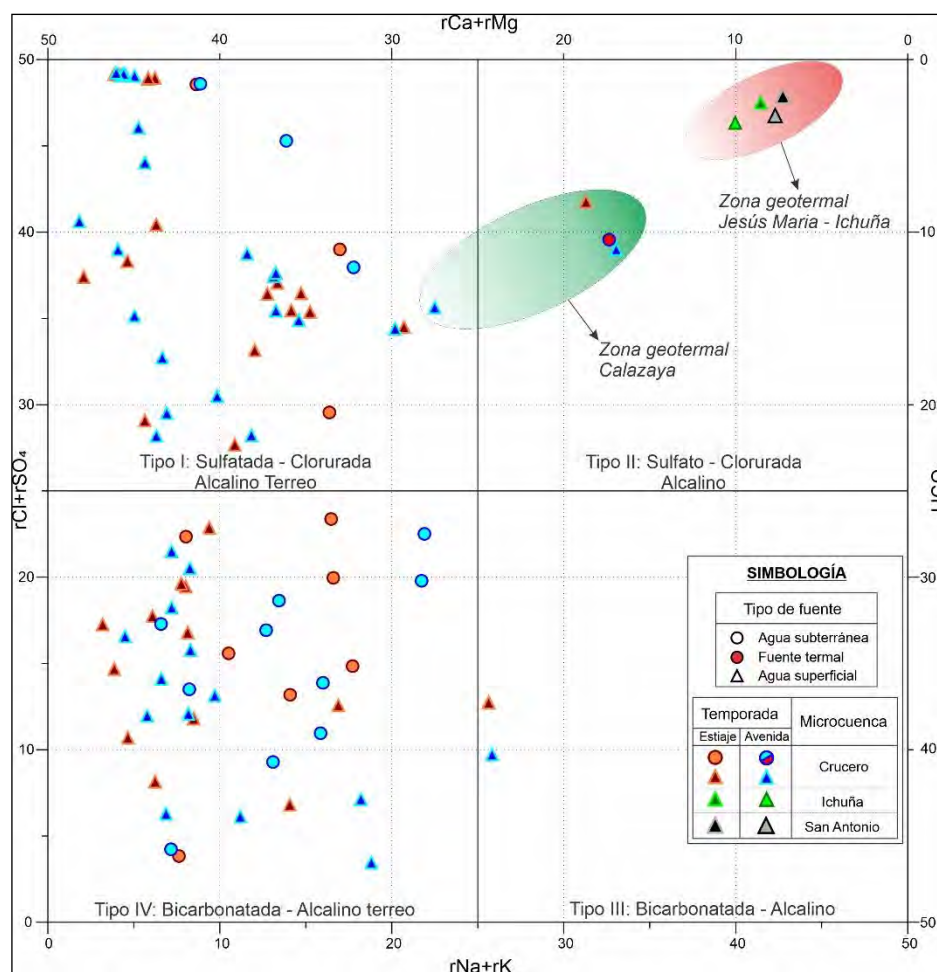 rCa+rMg
50 40 30 20 10 0
50 0
Zona geotermal
Jesús Maria - Ichuña
40 10
Zona geotermal
Calazaya
30 20
Tipo I: Sulfatada - Clorurada
Alcalino Terreo
Tipo II: Sulfato - Clorurada
Alcalino
rCl+rSO₄
20 30
SIMBOLOGÍA
Tipo de fuente
Agua subterránea
Fuente termal
Agua superficial
Temporada Microcuenca
Estiaje Avenida
Crucero
Ichuña
San Antonio
10 40
Tipo IV: Bicarbonatada - Alcalino terreo
Tipo III: Bicarbonatada - Alcalino
0 50
0 10 20 30 40 50
rNa+rK